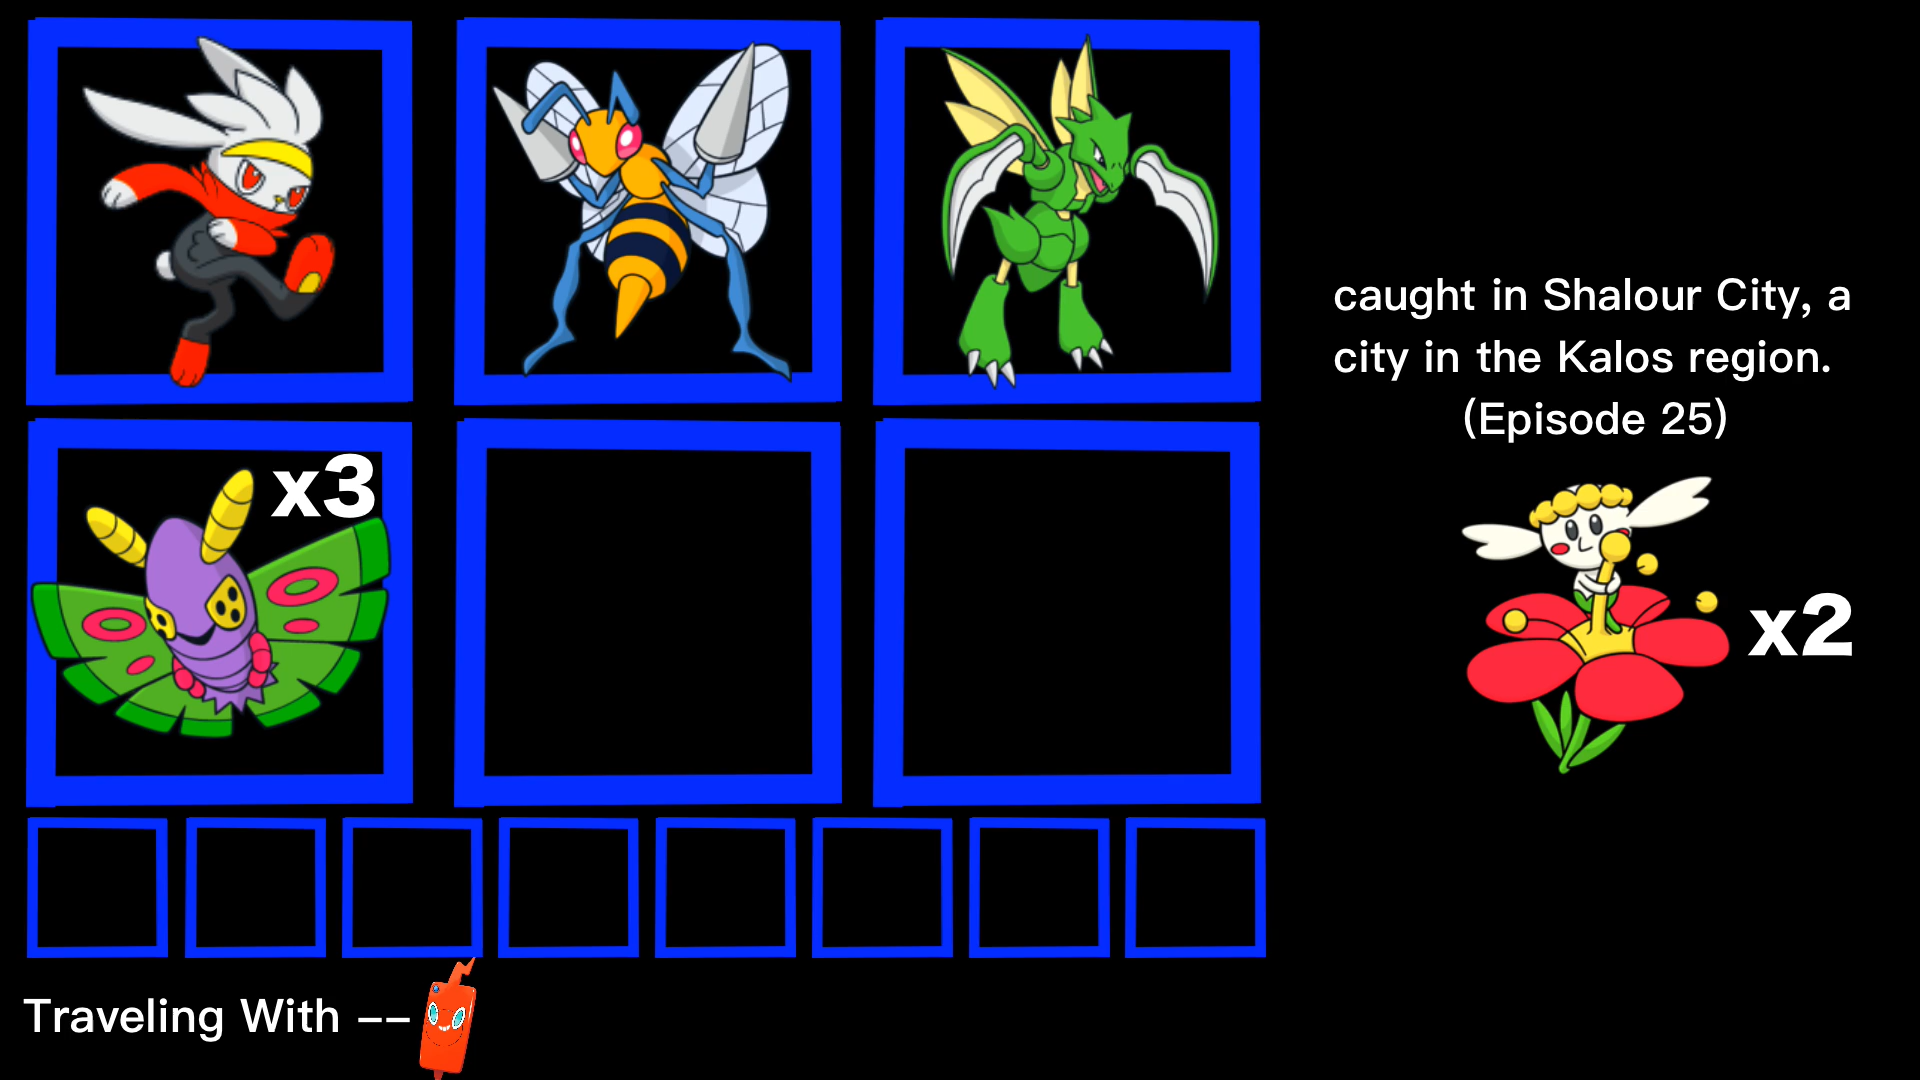 caught in Shalour City, a
city in the Kalos region.
(Episode 25)
x3
x2
Traveling With --